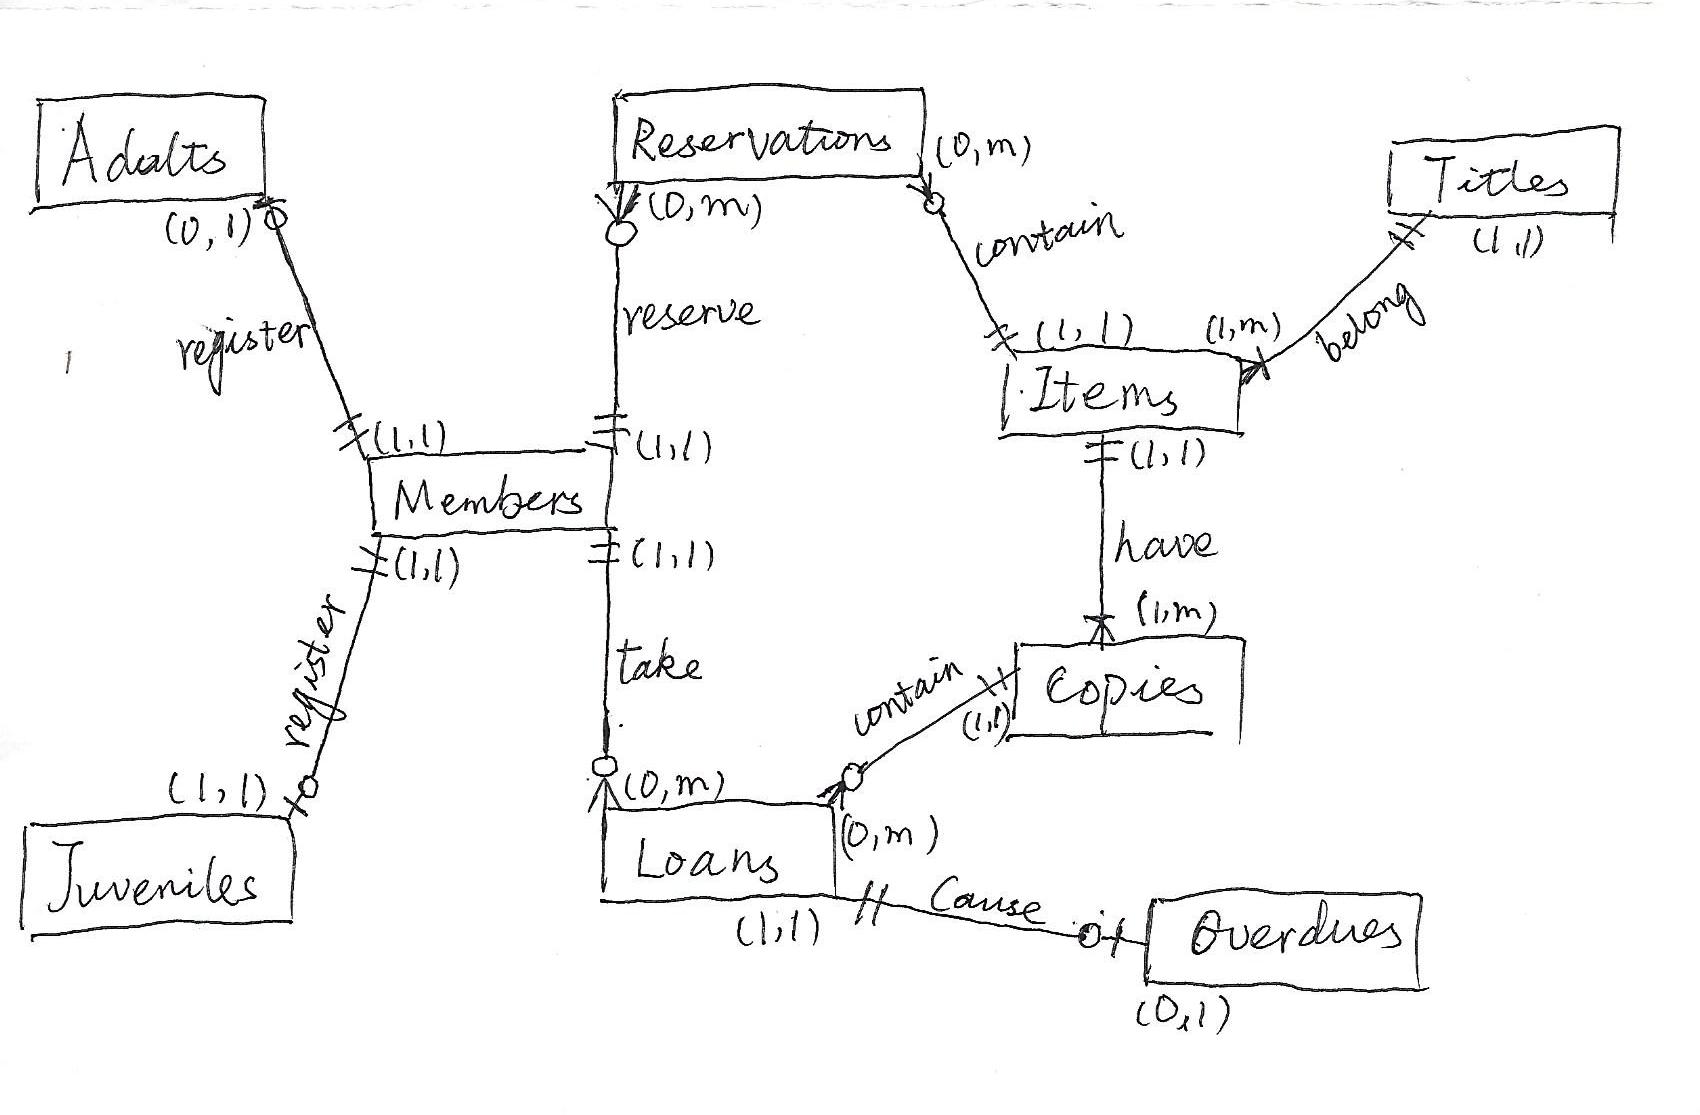 Adults
(0,1)
register
(1,1)
Members
(1,1)
register
(1,1)
Juveniles
Reservations
(0,m)
reserve
(1,1)
(1,1)
take
(0,m)
Loans
(0,m)
contain
(1,1)
Items
(1,m)
belong
(1,1)
Titles
(1,1)
have
(1,m)
Copies
(1,1)
contain
(0,m)
(1,1)
Cause
Overdues
(0,1)